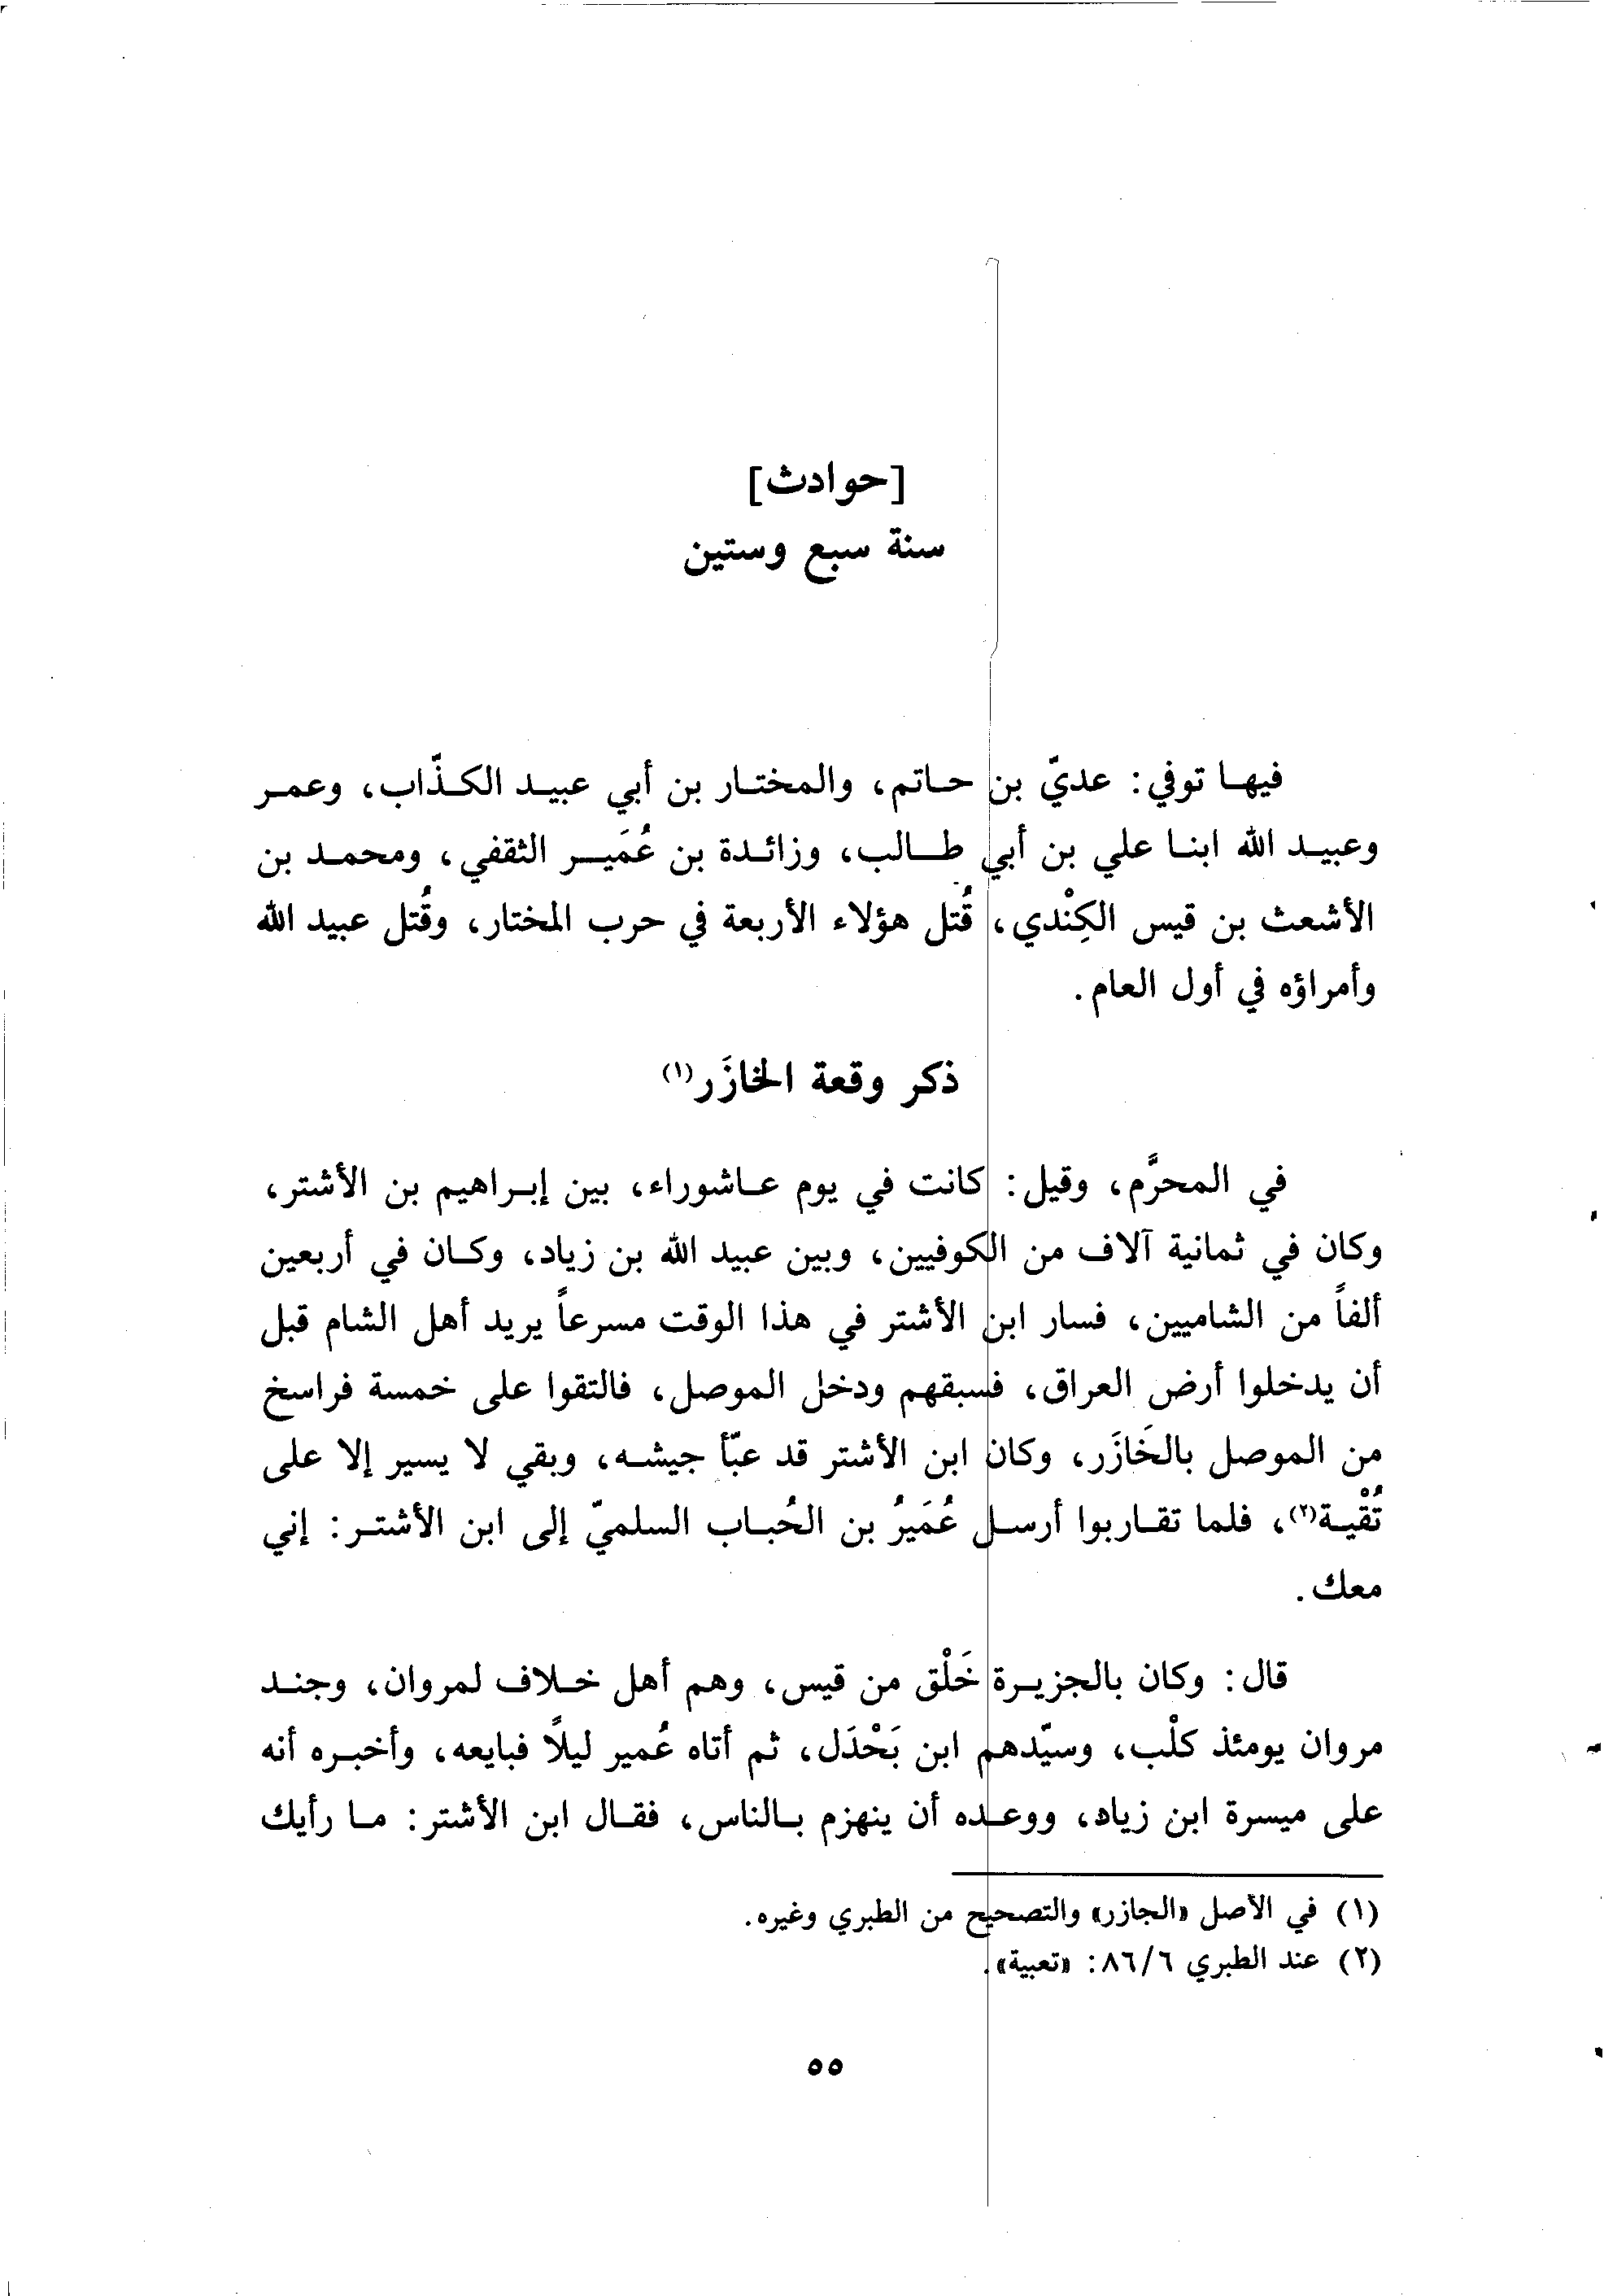 [حوادث]
سنة سبع وستين
فيها توفي: عديّ بن حاتم، والمختار بن أبي عبيد الكذّاب، وعمر
وعبيد الله ابنا علي بن أبي طالب، وزائدة بن عُمَير الثقفي، ومحمد بن
الأشعث بن قيس الكِنْدي، قُتل هؤلاء الأربعة في حرب المختار، وقُتل عبيد الله
وأمراؤه في أول العام.
ذكر وقعة الخازَر(١)
في المحرَّم، وقيل: كانت في يوم عاشوراء، بين إبراهيم بن الأشتر،
وكان في ثمانية آلاف من الكوفيين، وبين عبيد الله بن زياد، وكان في أربعين
ألفاً من الشاميين، فسار ابن الأشتر في هذا الوقت مسرعاً يريد أهل الشام قبل
أن يدخلوا أرض العراق، فسبقهم ودخل الموصل، فالتقوا على خمسة فراسخ
من الموصل بالخَازَر، وكان ابن الأشتر قد عبّأ جيشه، وبقي لا يسير إلا على
تُقْية(٢)، فلما تقاربوا أرسل عُمَيرُ بن الحُباب السلميّ إلى ابن الأشتر: إني
معك.
قال: وكان بالجزيرة خَلْق من قيس، وهم أهل خلاف لمروان، وجند
مروان يومئذ كلْب، وسيّدهم ابن بَحْدَل، ثم أتاه عُمير ليلًا فبايعه، وأخبره أنه
على ميسرة ابن زياد، ووعده أن ينهزم بالناس، فقال ابن الأشتر: ما رأيك
(١) في الأصل «الجازر» والتصحيح من الطبري وغيره.
(٢) عند الطبري ٨٦/٦: «تعبية».
٥٥